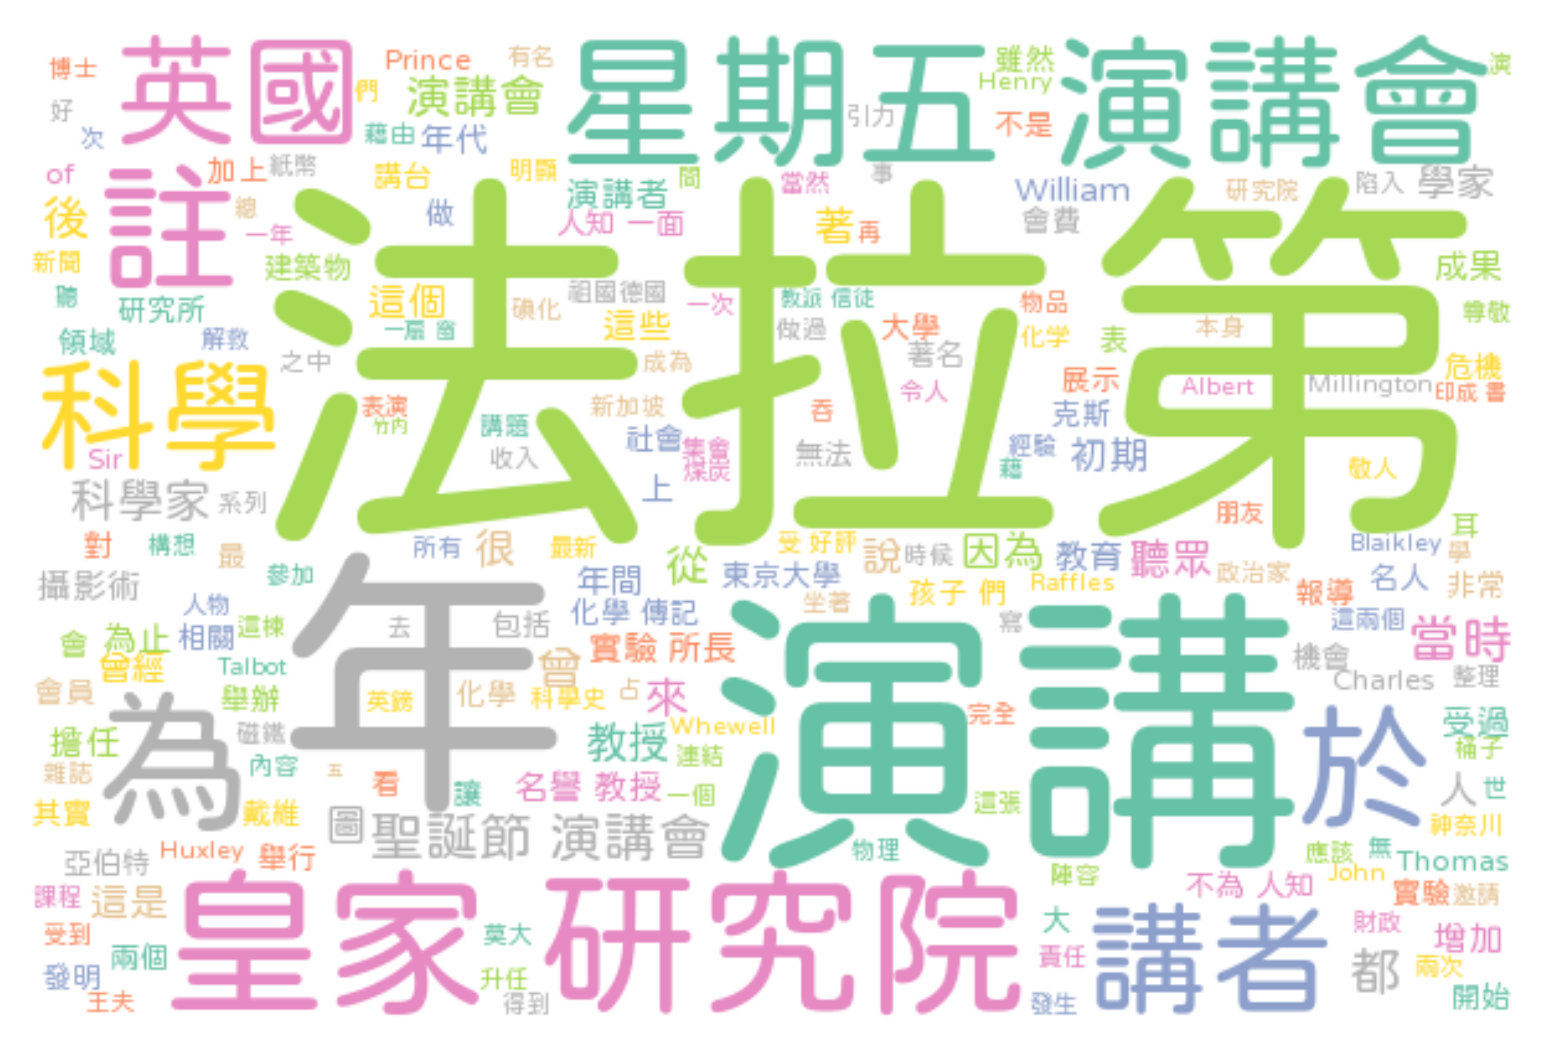 英國
星期五 演講會
博士
Prince
有名
雖然
演
好
們
演講會
Henry
次
藉由
年代
引力
不是
of
加上
紙幣
講台
明顯
演講者
問
當然
事
William
研究院
陷入
學家
註
後
總
一年
做
人知 一面
著
再
會費
新聞
建築物
法拉第
成果
聽
研究所
這個
碘化
祖國德國
一次
教派 信徒
物品
尊敬
領域
解救
一扇 窗
這些
做過
大學
化学
表
本身
之中
成為
著名
危機
科學
表演
竹內
新加坡
令人
展示
Albert
Millington
印成 書
講題
吞
克斯
Sir
收入
社會
集會
煤炭
無法
經驗
藉
初期
敬人
科學家
系列
上
朋友
耳
對
構想
最
所有
很
最新
受 好評
說
時候
因為
教育
聽眾
Blaikley
學
攝影術
參加
年間
從
東京大學
孩子 們
Raffles
政治家
名人
非常
人物
年
化學 傳記
坐著
報導
會
為止
相關
這棟
去
包括
演講
寫
這兩個
當時
曾經
Talbot
實驗 所長
機會
會員
舉辦
英鎊
化學
曾
科學史
占
來
Charles
整理
為
擔任
磁鐵
教授
Whewell
完全
於
受過
雜誌
內容
五
連結
桶子
其實
戴維
看
讓
名譽 教授
一個
這張
人
世
圖
聖誕節 演講會
神奈川
亞伯特
Huxley
舉行
物理
應該
無
Thomas
John
課程
這是
皇家 研究院
陣容
不為 人知
實驗
邀請
受到
兩個
莫大
大
講者
財政
增加
發明
升任
責任
都
兩次
王夫
得到
發生
開始